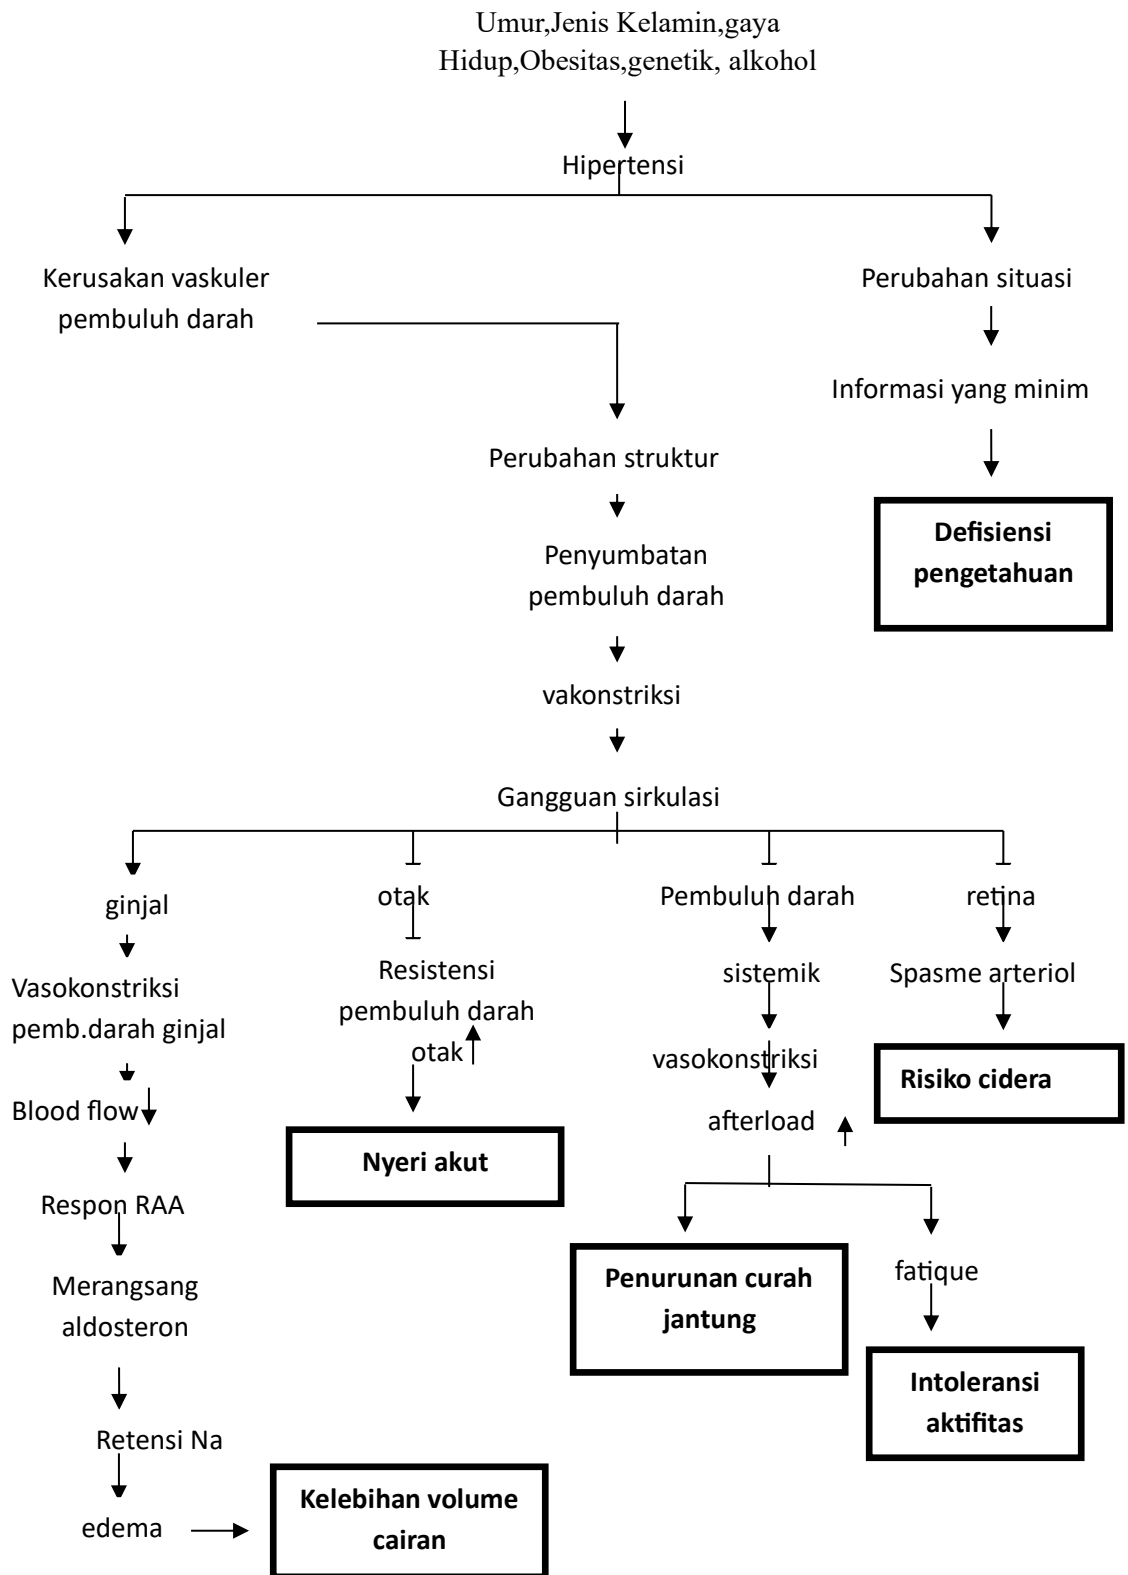 Umur,Jenis Kelamin,gaya
Hidup,Obesitas,genetik, alkohol
Hipertensi
Kerusakan vaskuler
pembuluh darah
Perubahan situasi
Informasi yang minim
Perubahan struktur
Defisiensi
pengetahuan
Penyumbatan
pembuluh darah
vakonstriksi
Gangguan sirkulasi
ginjal
otak
Pembuluh darah
retina
Vasokonstriksi
pemb.darah ginjal
Resistensi
pembuluh darah
otak
sistemik
Spasme arteriol
vasokonstriksi
Risiko cidera
Blood flow
afterload
Nyeri akut
Respon RAA
Merangsang
aldosteron
Penurunan curah
jantung
fatique
Intoleransi
aktifitas
Retensi Na
edema
Kelebihan volume
cairan